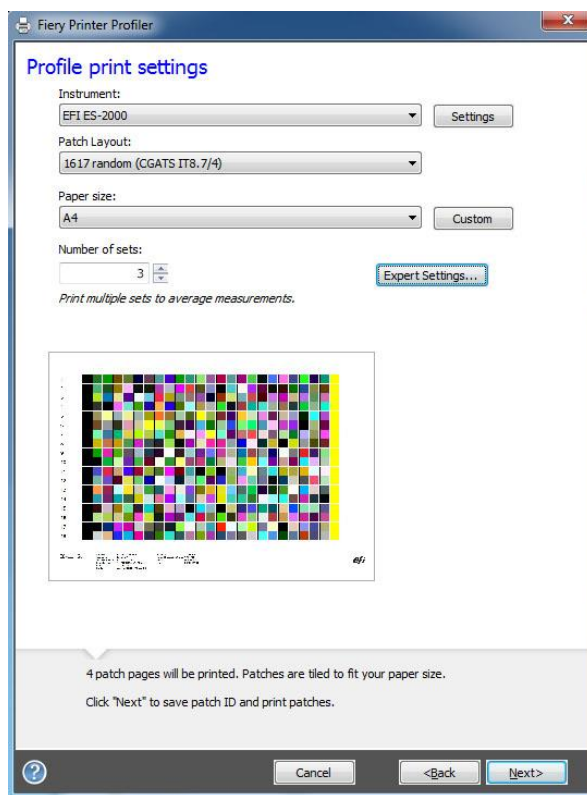 Fiery Printer Profiler
Profile print settings
Instrument:
EFI ES-2000
Settings
Patch Layout:
1617 random (CGATS IT8.7/4)
Paper size:
A4
Custom
Number of sets:
3
Expert Settings...
Print multiple sets to average measurements.
efi
4 patch pages will be printed. Patches are tiled to fit your paper size.
Click "Next" to save patch ID and print patches.
?
Cancel
<Back
Next>